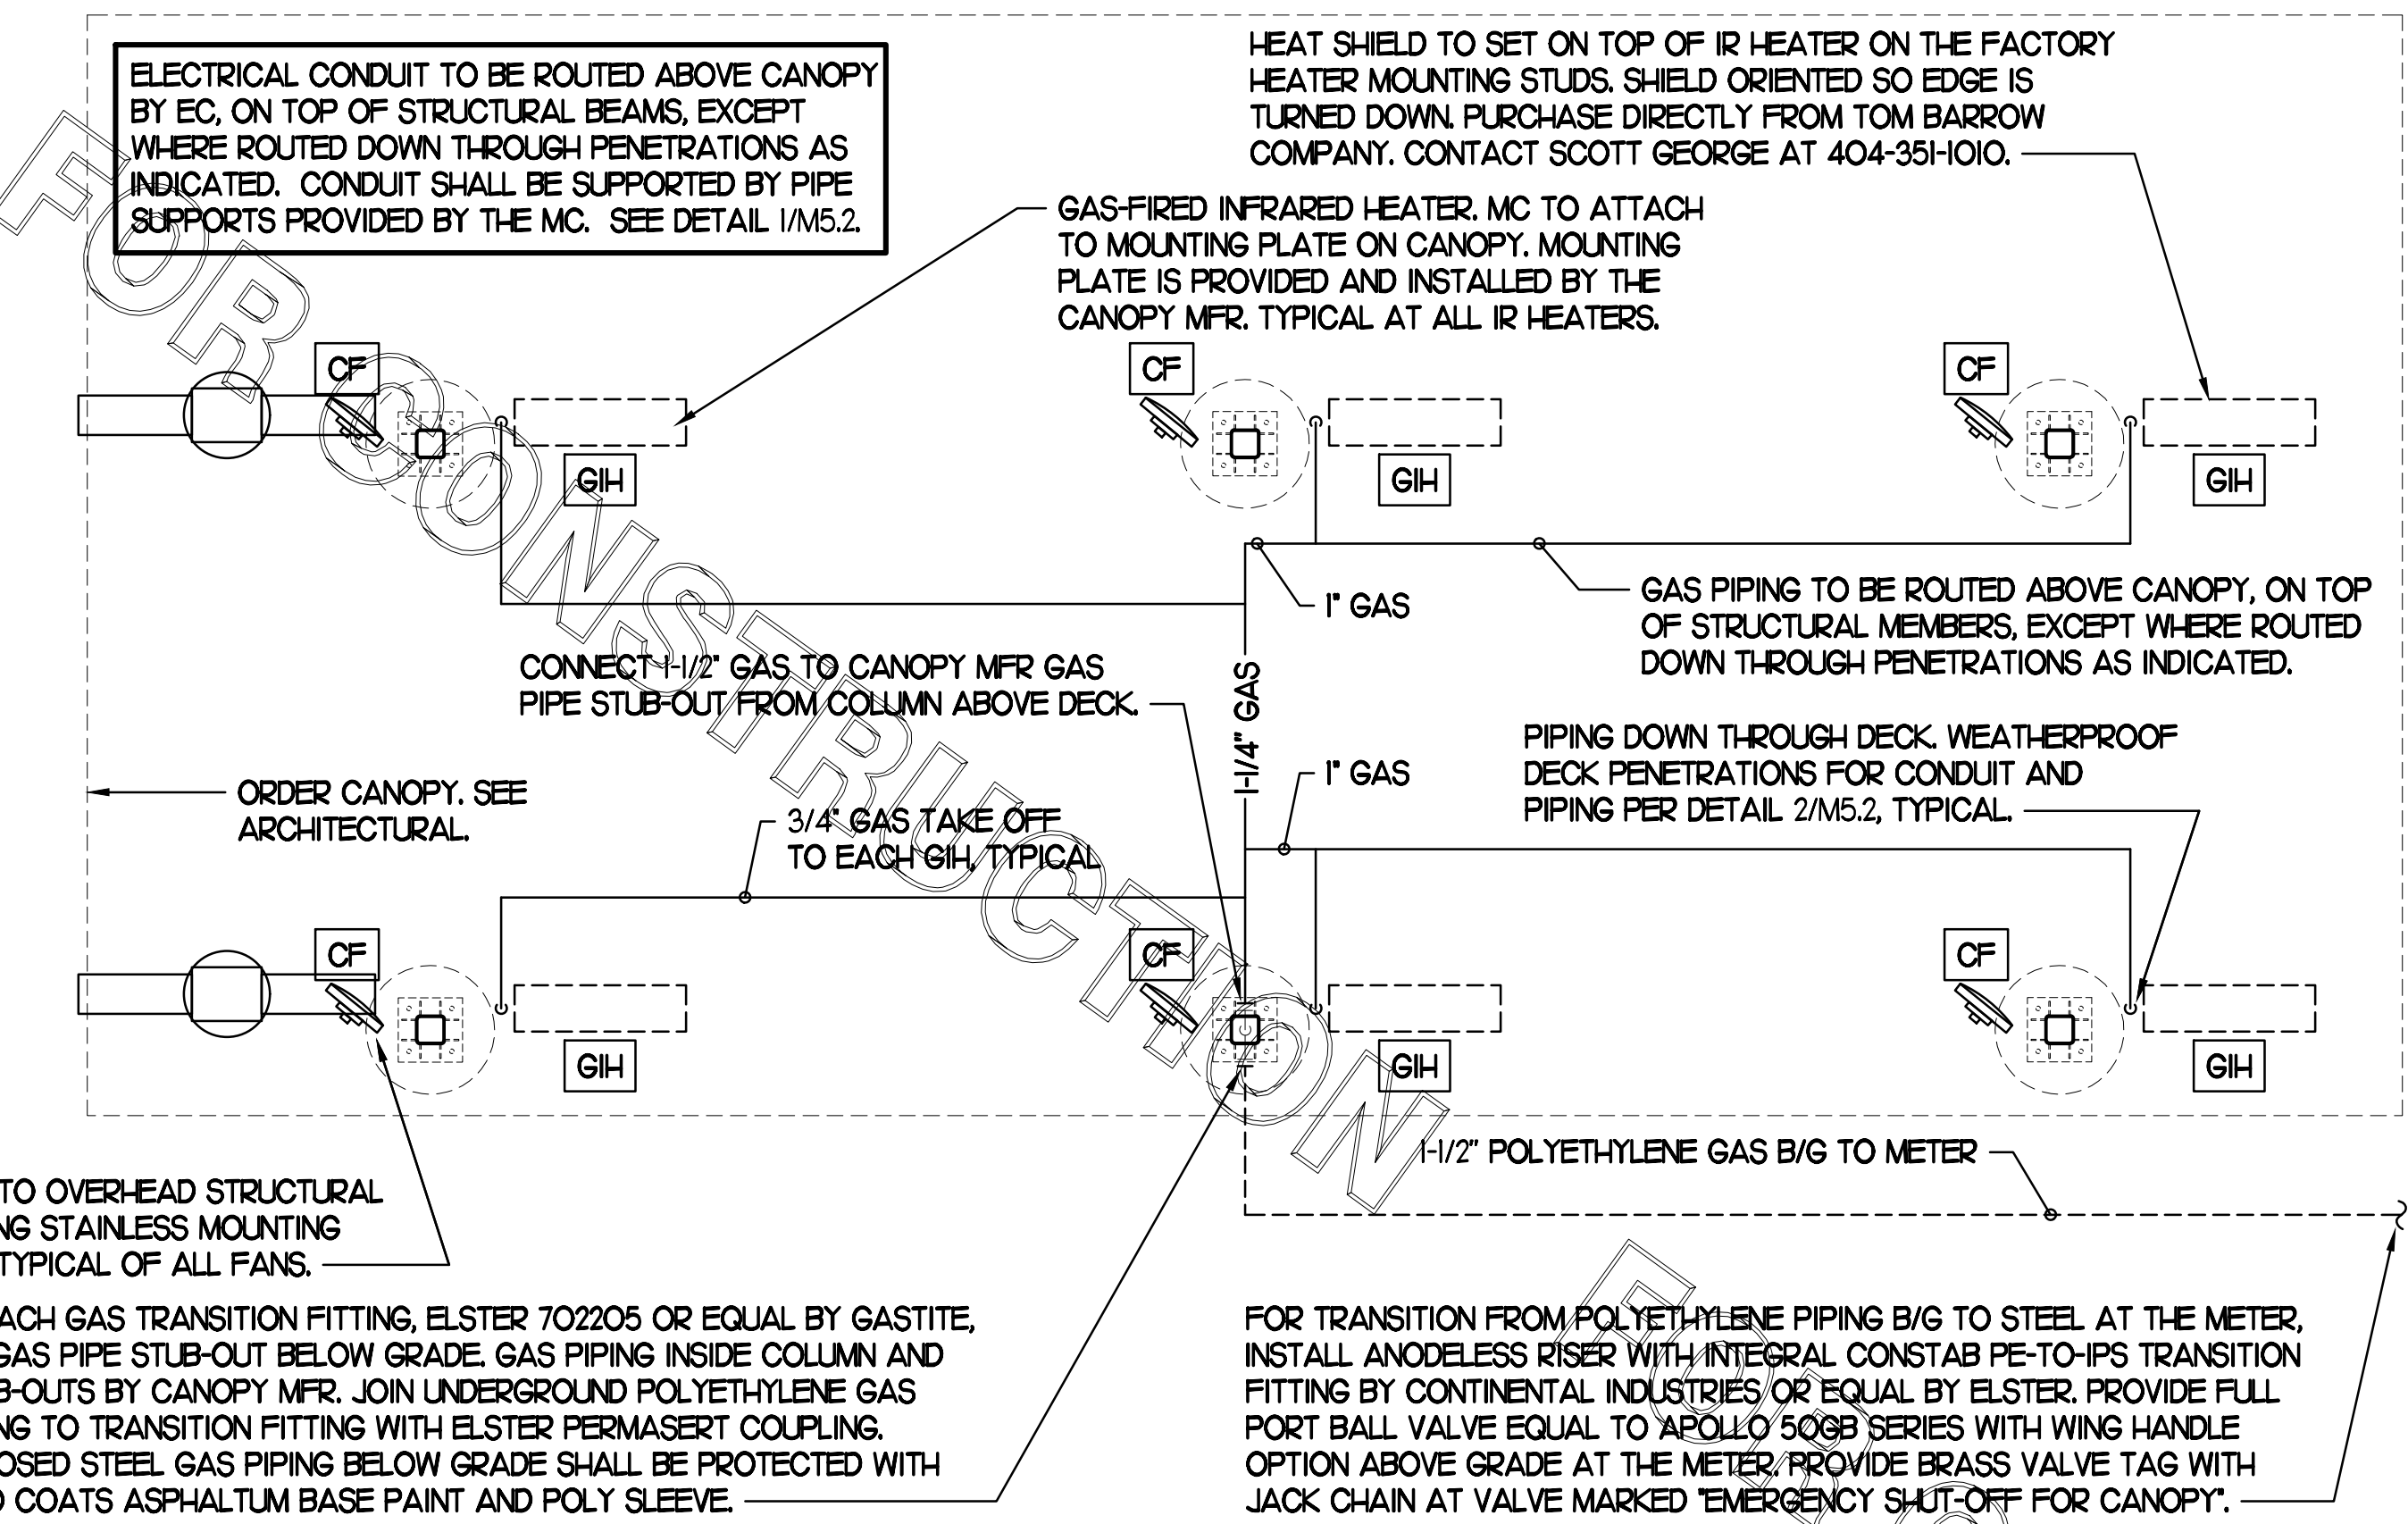 ELECTRICAL CONDUIT TO BE ROUTED ABOVE CANOPY
BY EC, ON TOP OF STRUCTURAL BEAMS, EXCEPT
WHERE ROUTED DOWN THROUGH PENETRATIONS AS
INDICATED. CONDUIT SHALL BE SUPPORTED BY PIPE
SUPPORTS PROVIDED BY THE MC. SEE DETAIL 1/M5.2.
HEAT SHIELD TO SET ON TOP OF IR HEATER ON THE FACTORY
HEATER MOUNTING STUDS. SHIELD ORIENTED SO EDGE IS
TURNED DOWN. PURCHASE DIRECTLY FROM TOM BARROW
COMPANY. CONTACT SCOTT GEORGE AT 404-351-1010.
GAS-FIRED INFRARED HEATER. MC TO ATTACH
TO MOUNTING PLATE ON CANOPY. MOUNTING
PLATE IS PROVIDED AND INSTALLED BY THE
CANOPY MFR. TYPICAL AT ALL IR HEATERS.
CF
CF
CF
GIH
GIH
GIH
1" GAS
GAS PIPING TO BE ROUTED ABOVE CANOPY, ON TOP
OF STRUCTURAL MEMBERS, EXCEPT WHERE ROUTED
DOWN THROUGH PENETRATIONS AS INDICATED.
CONNECT 1-1/2" GAS TO CANOPY MFR GAS
PIPE STUB-OUT FROM COLUMN ABOVE DECK.
1-1/4" GAS
1" GAS
PIPING DOWN THROUGH DECK. WEATHERPROOF
DECK PENETRATIONS FOR CONDUIT AND
PIPING PER DETAIL 2/M5.2, TYPICAL.
ORDER CANOPY. SEE
ARCHITECTURAL.
3/4" GAS TAKE OFF
TO EACH GIH, TYPICAL
CF
CF
CF
GIH
GIH
GIH
1-1/2" POLYETHYLENE GAS B/G TO METER
TO OVERHEAD STRUCTURAL
NG STAINLESS MOUNTING
TYPICAL OF ALL FANS.
ACH GAS TRANSITION FITTING, ELSTER 702205 OR EQUAL BY GASTITE,
GAS PIPE STUB-OUT BELOW GRADE. GAS PIPING INSIDE COLUMN AND
B-OUTS BY CANOPY MFR. JOIN UNDERGROUND POLYETHYLENE GAS
NG TO TRANSITION FITTING WITH ELSTER PERMASERT COUPLING.
OSED STEEL GAS PIPING BELOW GRADE SHALL BE PROTECTED WITH
O COATS ASPHALTUM BASE PAINT AND POLY SLEEVE.
FOR TRANSITION FROM POLYETHYLENE PIPING B/G TO STEEL AT THE METER,
INSTALL ANODELESS RISER WITH INTEGRAL CONSTAB PE-TO-IPS TRANSITION
FITTING BY CONTINENTAL INDUSTRIES OR EQUAL BY ELSTER. PROVIDE FULL
PORT BALL VALVE EQUAL TO APOLLO 50GB SERIES WITH WING HANDLE
OPTION ABOVE GRADE AT THE METER. PROVIDE BRASS VALVE TAG WITH
JACK CHAIN AT VALVE MARKED "EMERGENCY SHUT-OFF FOR CANOPY".
FOR CONSTRUCTION
FOR